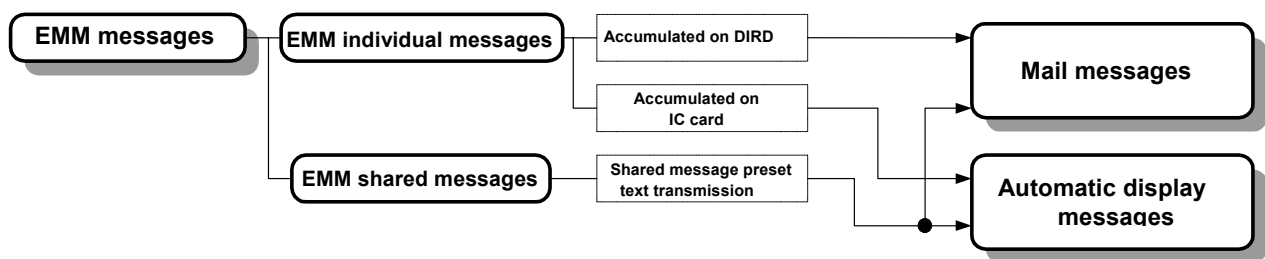 EMM messages
EMM individual messages
Accumulated on DIRD
Mail messages
Accumulated on
IC card
EMM shared messages
Shared message preset
text transmission
Automatic display
messages